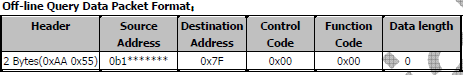 Off-line Query Data Packet Format:
Header Source Address Destination Address Control Code Function Code Data length
2 Bytes(0xAA 0x55) 0b1******* 0x7F 0x00 0x00 0